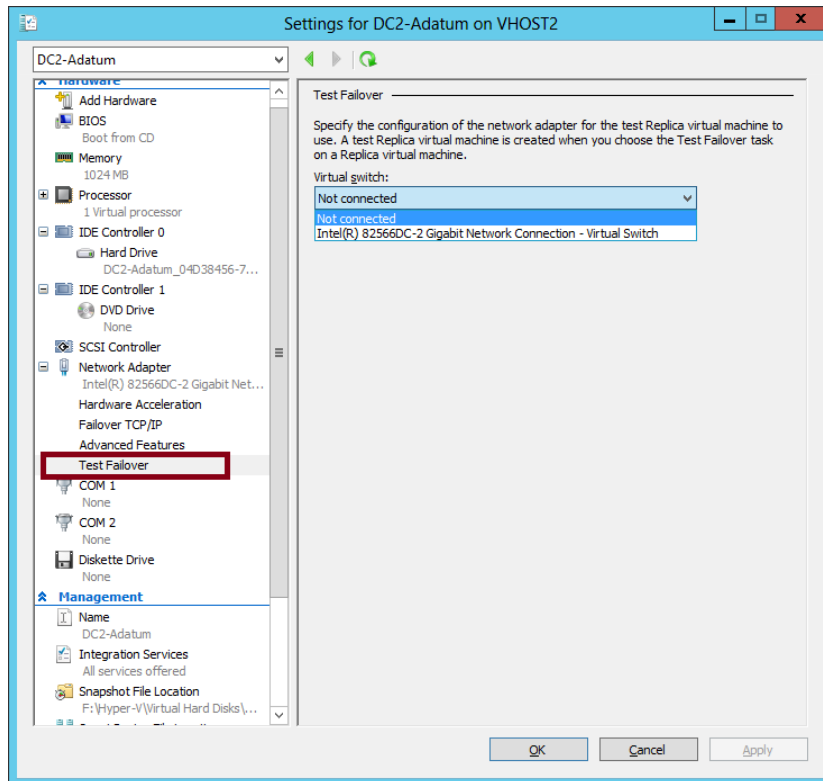 Settings for DC2-Adatum on VHOST2
DC2-Adatum
Hardware
Add Hardware
BIOS
Boot from CD
Memory
1024 MB
Processor
1 Virtual processor
IDE Controller 0
Hard Drive
DC2-Adatum_04D38456-7...
IDE Controller 1
DVD Drive
None
SCSI Controller
Network Adapter
Intel(R) 82566DC-2 Gigabit Net...
Hardware Acceleration
Failover TCP/IP
Advanced Features
Test Failover
COM 1
None
COM 2
None
Diskette Drive
None
Management
Name
DC2-Adatum
Integration Services
All services offered
Snapshot File Location
F:\Hyper-V\Virtual Hard Disks\,...
Test Failover
Specify the configuration of the network adapter for the test Replica virtual machine to
use. A test Replica virtual machine is created when you choose the Test Failover task
on a Replica virtual machine.
Virtual switch:
Not connected
Not connected
Intel(R) 82566DC-2 Gigabit Network Connection - Virtual Switch
OK
Cancel
Apply